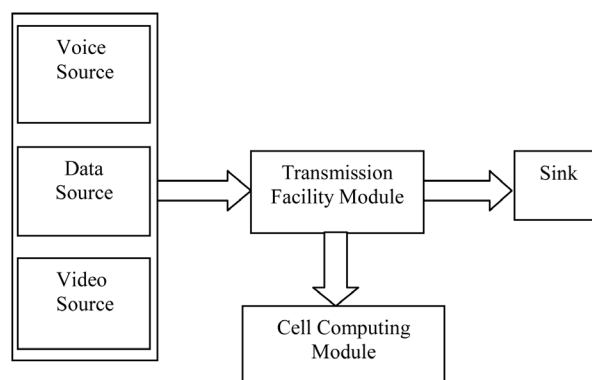 Voice
Source
Data
Source
Video
Source
Transmission
Facility Module
Sink
Cell Computing
Module